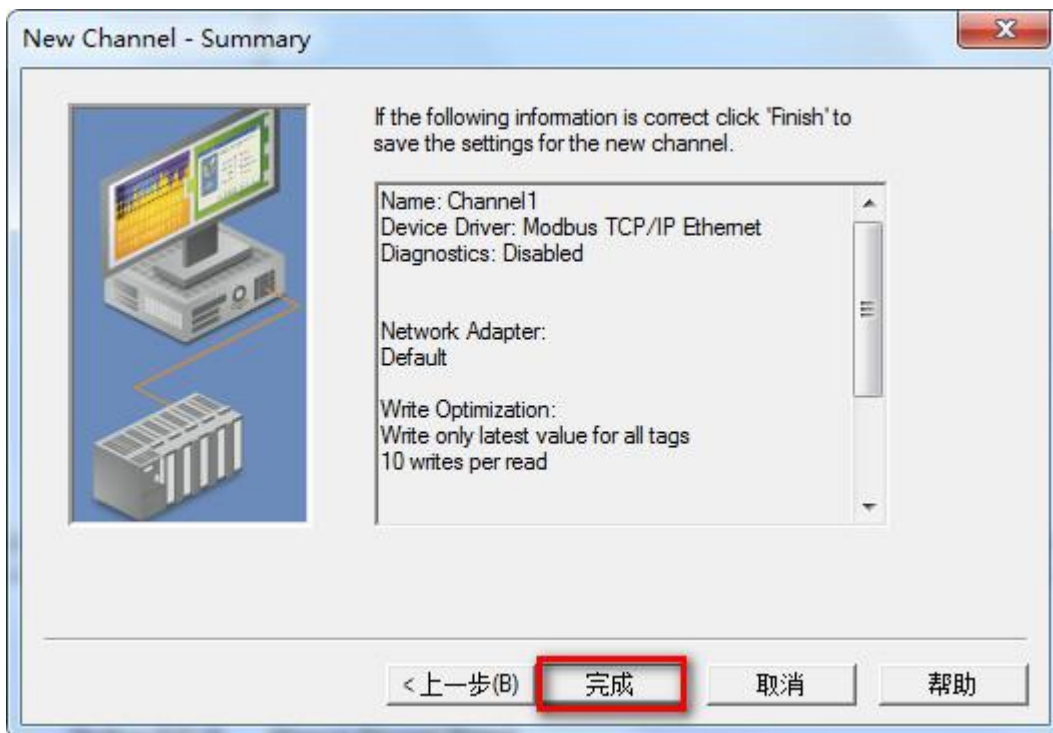 New Channel - Summary
If the following information is correct click 'Finish' to
save the settings for the new channel.
Name: Channel1
Device Driver: Modbus TCP/IP Ethernet
Diagnostics: Disabled
Network Adapter:
Default
Write Optimization:
Write only latest value for all tags
10 writes per read
<上一步(B) 完成 取消 帮助